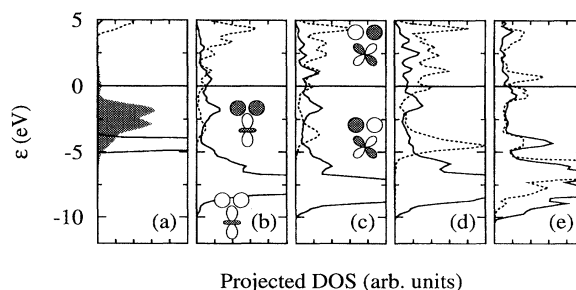 5
0
-5
-10
ε (eV)
(a)
(b)
(c)
(d)
(e)
Projected DOS (arb. units)